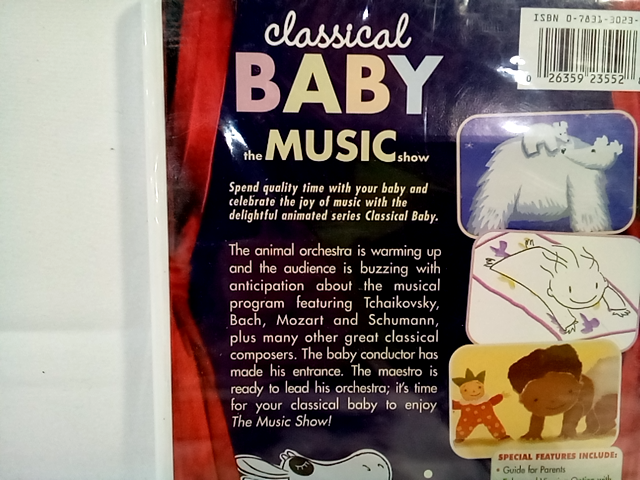 classical
BABY
the MUSIC show
Spend quality time with your baby and
celebrate the joy of music with the
delightful animated series Classical Baby.
The animal orchestra is warming up
and the audience is buzzing with
anticipation about the musical
program featuring Tchaikovsky,
Bach, Mozart and Schumann,
plus many other great classical
composers. The baby conductor has
made his entrance. The maestro is
ready to lead his orchestra; it's time
for your classical baby to enjoy
The Music Show!
ISBN 0-7831-3023-
0 26359 23552
SPECIAL FEATURES INCLUDE:
• Guide for Parents
Option with